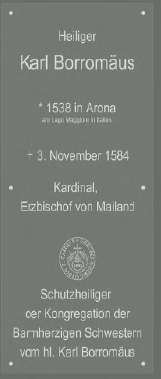 Heiliger
Karl Borromäus
* 1538 in Arona
am Lago Maggiore in Italien
+ 3. November 1584
Kardinal,
Erzbischof von Mailand
Schutzheiliger
der Kongregation der
Barmherzigen Schwestern
vom hl. Karl Borromäus